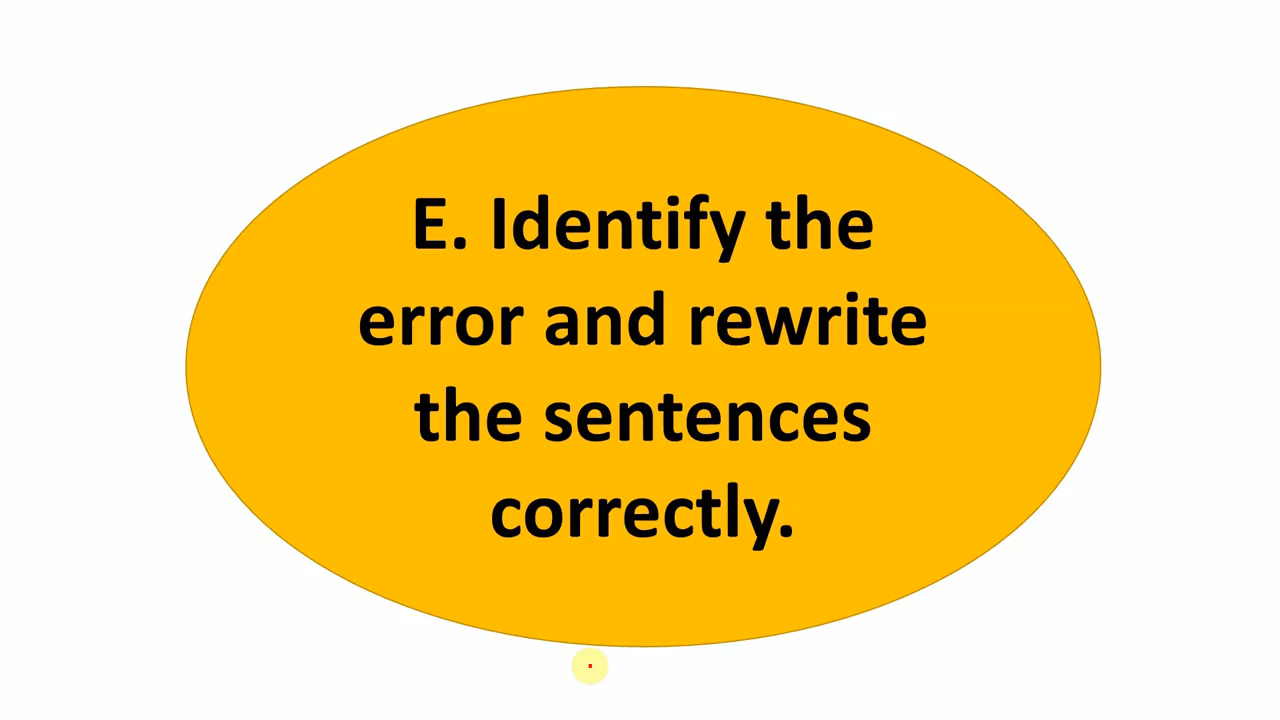 E. Identify the
error and rewrite
the sentences
correctly.